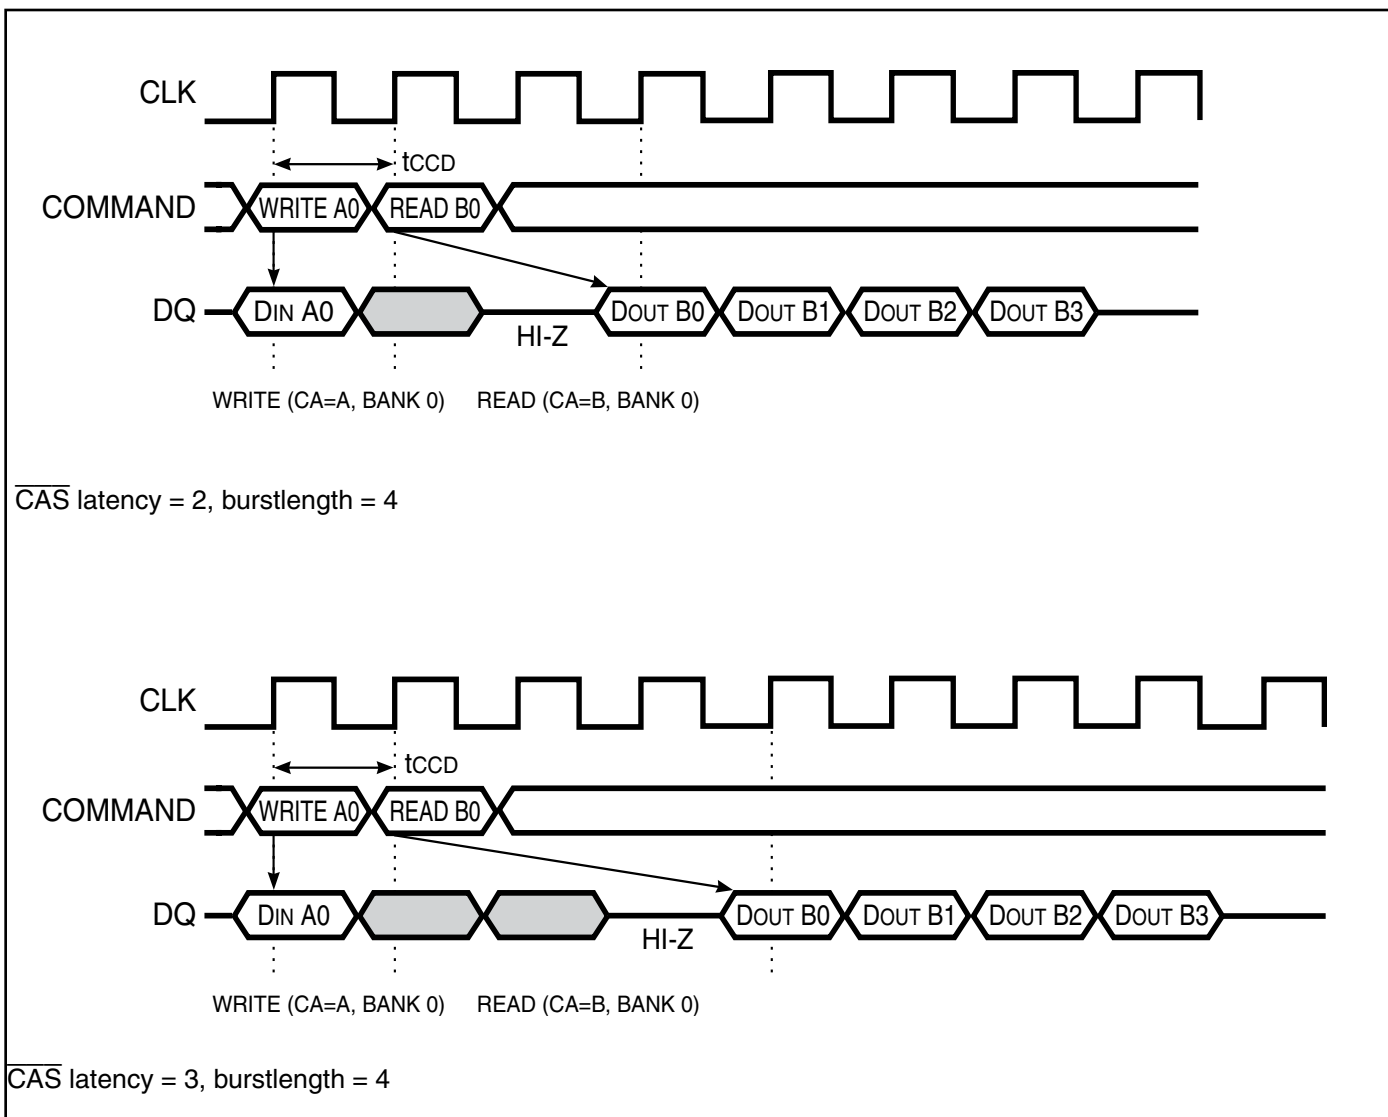 CLK
tCCD
COMMAND WRITE A0 READ B0
DQ DIN A0 DOUT B0 DOUT B1 DOUT B2 DOUT B3
HI-Z
WRITE (CA=A, BANK 0) READ (CA=B, BANK 0)
CAS latency = 2, burstlength = 4
CLK
tCCD
COMMAND WRITE A0 READ B0
DQ DIN A0 DOUT B0 DOUT B1 DOUT B2 DOUT B3
HI-Z
WRITE (CA=A, BANK 0) READ (CA=B, BANK 0)
CAS latency = 3, burstlength = 4